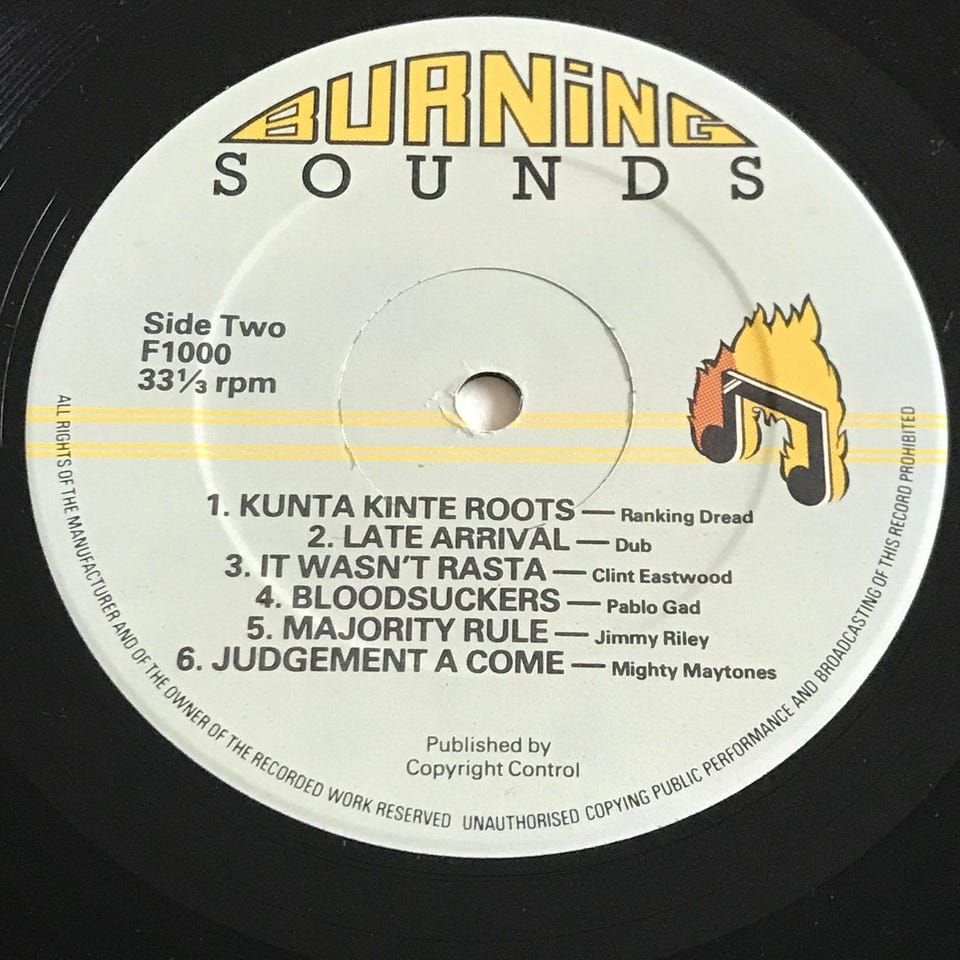 BURNiNG
SOUNDS
Side Two
F1000
33⅓ rpm
1. KUNTA KINTE ROOTS — Ranking Dread
2. LATE ARRIVAL — Dub
3. IT WASN'T RASTA — Clint Eastwood
4. BLOODSUCKERS — Pablo Gad
5. MAJORITY RULE — Jimmy Riley
6. JUDGEMENT A COME — Mighty Maytones
Published by
Copyright Control
ALL RIGHTS OF THE MANUFACTURER AND OF THE OWNER OF THE RECORDED WORK RESERVED UNAUTHORISED COPYING PUBLIC PERFORMANCE AND BROADCASTING OF THIS RECORD PROHIBITED